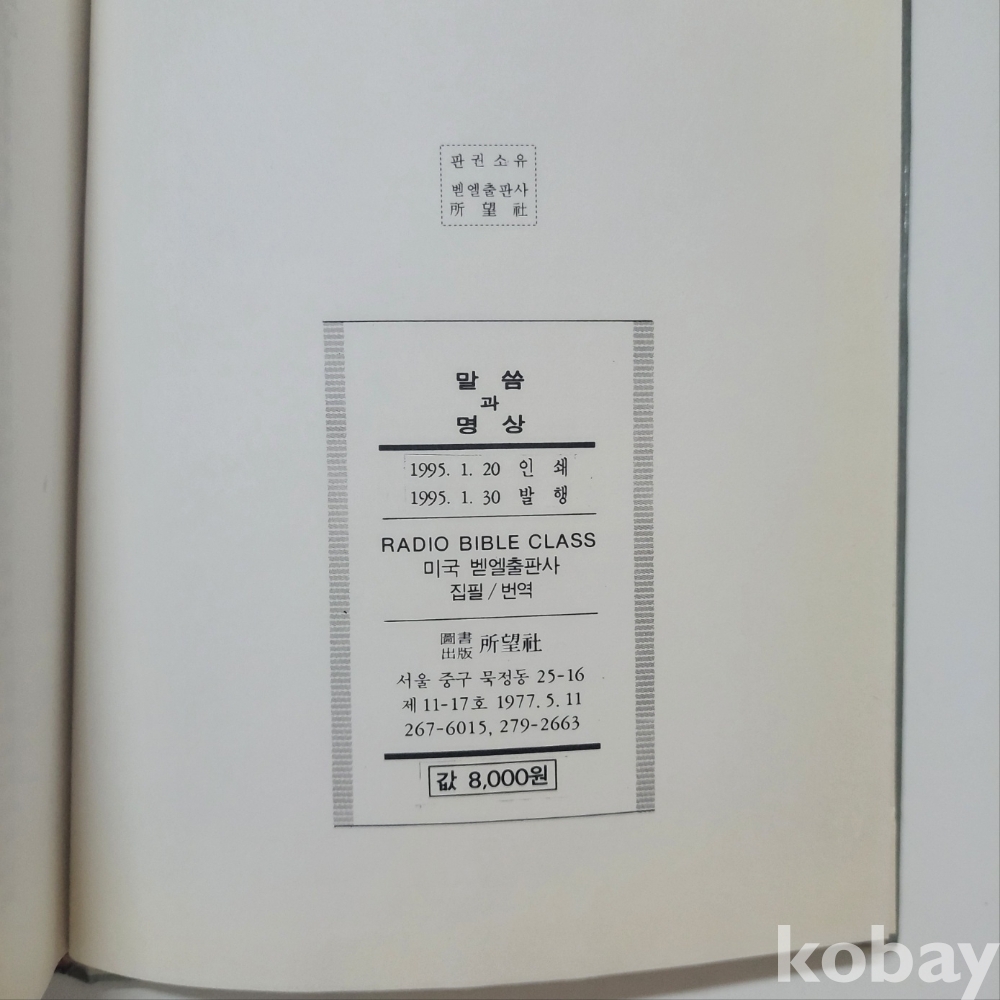 판 권 소 유
벧엘출판사
所 望 社
말 씀
과
명 상
1995. 1. 20 인 쇄
1995. 1. 30 발 행
RADIO BIBLE CLASS
미국 벧엘출판사
집필 / 번역
圖書出版 所望社
서울 중구 묵정동 25-16
제 11-17호 1977. 5. 11
267-6015, 279-2663
값 8,000원
kobay